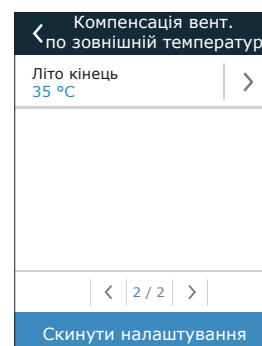 Компенсація вент.
по зовнішній температур
Літо кінець
35 °C
2 / 2
Скинути налаштування